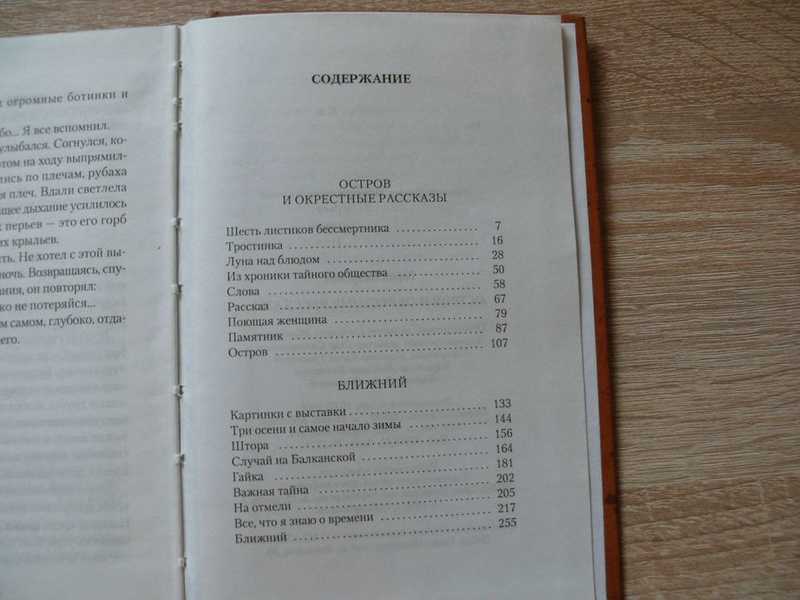 огромные ботинки и
бо... Я все вспомнил.
улыбался. Согнулся, ко-
том на ходу выпрямил-
лись по плечам, рубаха
я плеч. Вдали светлела
щее дыхание усилилось
перьев — это его горб
их крыльев.
ть. Не хотел с этой вы-
ночь. Возвращаясь, спу-
ания, он повторял:
ко не потеряйся...
м самом, глубоко, отда-
его.
СОДЕРЖАНИЕ
ОСТРОВ
И ОКРЕСТНЫЕ РАССКАЗЫ
Шесть листиков бессмертника 7
Тростинка 16
Луна над блюдом 28
Из хроники тайного общества 50
Слова 58
Рассказ 67
Поющая женщина 79
Памятник 87
Остров 107
БЛИЖНИЙ
Картинки с выставки 133
Три осени и самое начало зимы 144
Штора 156
Случай на Балканской 164
Гайка 181
Важная тайна 202
На отмели 205
Все, что я знаю о времени 217
Ближний 255